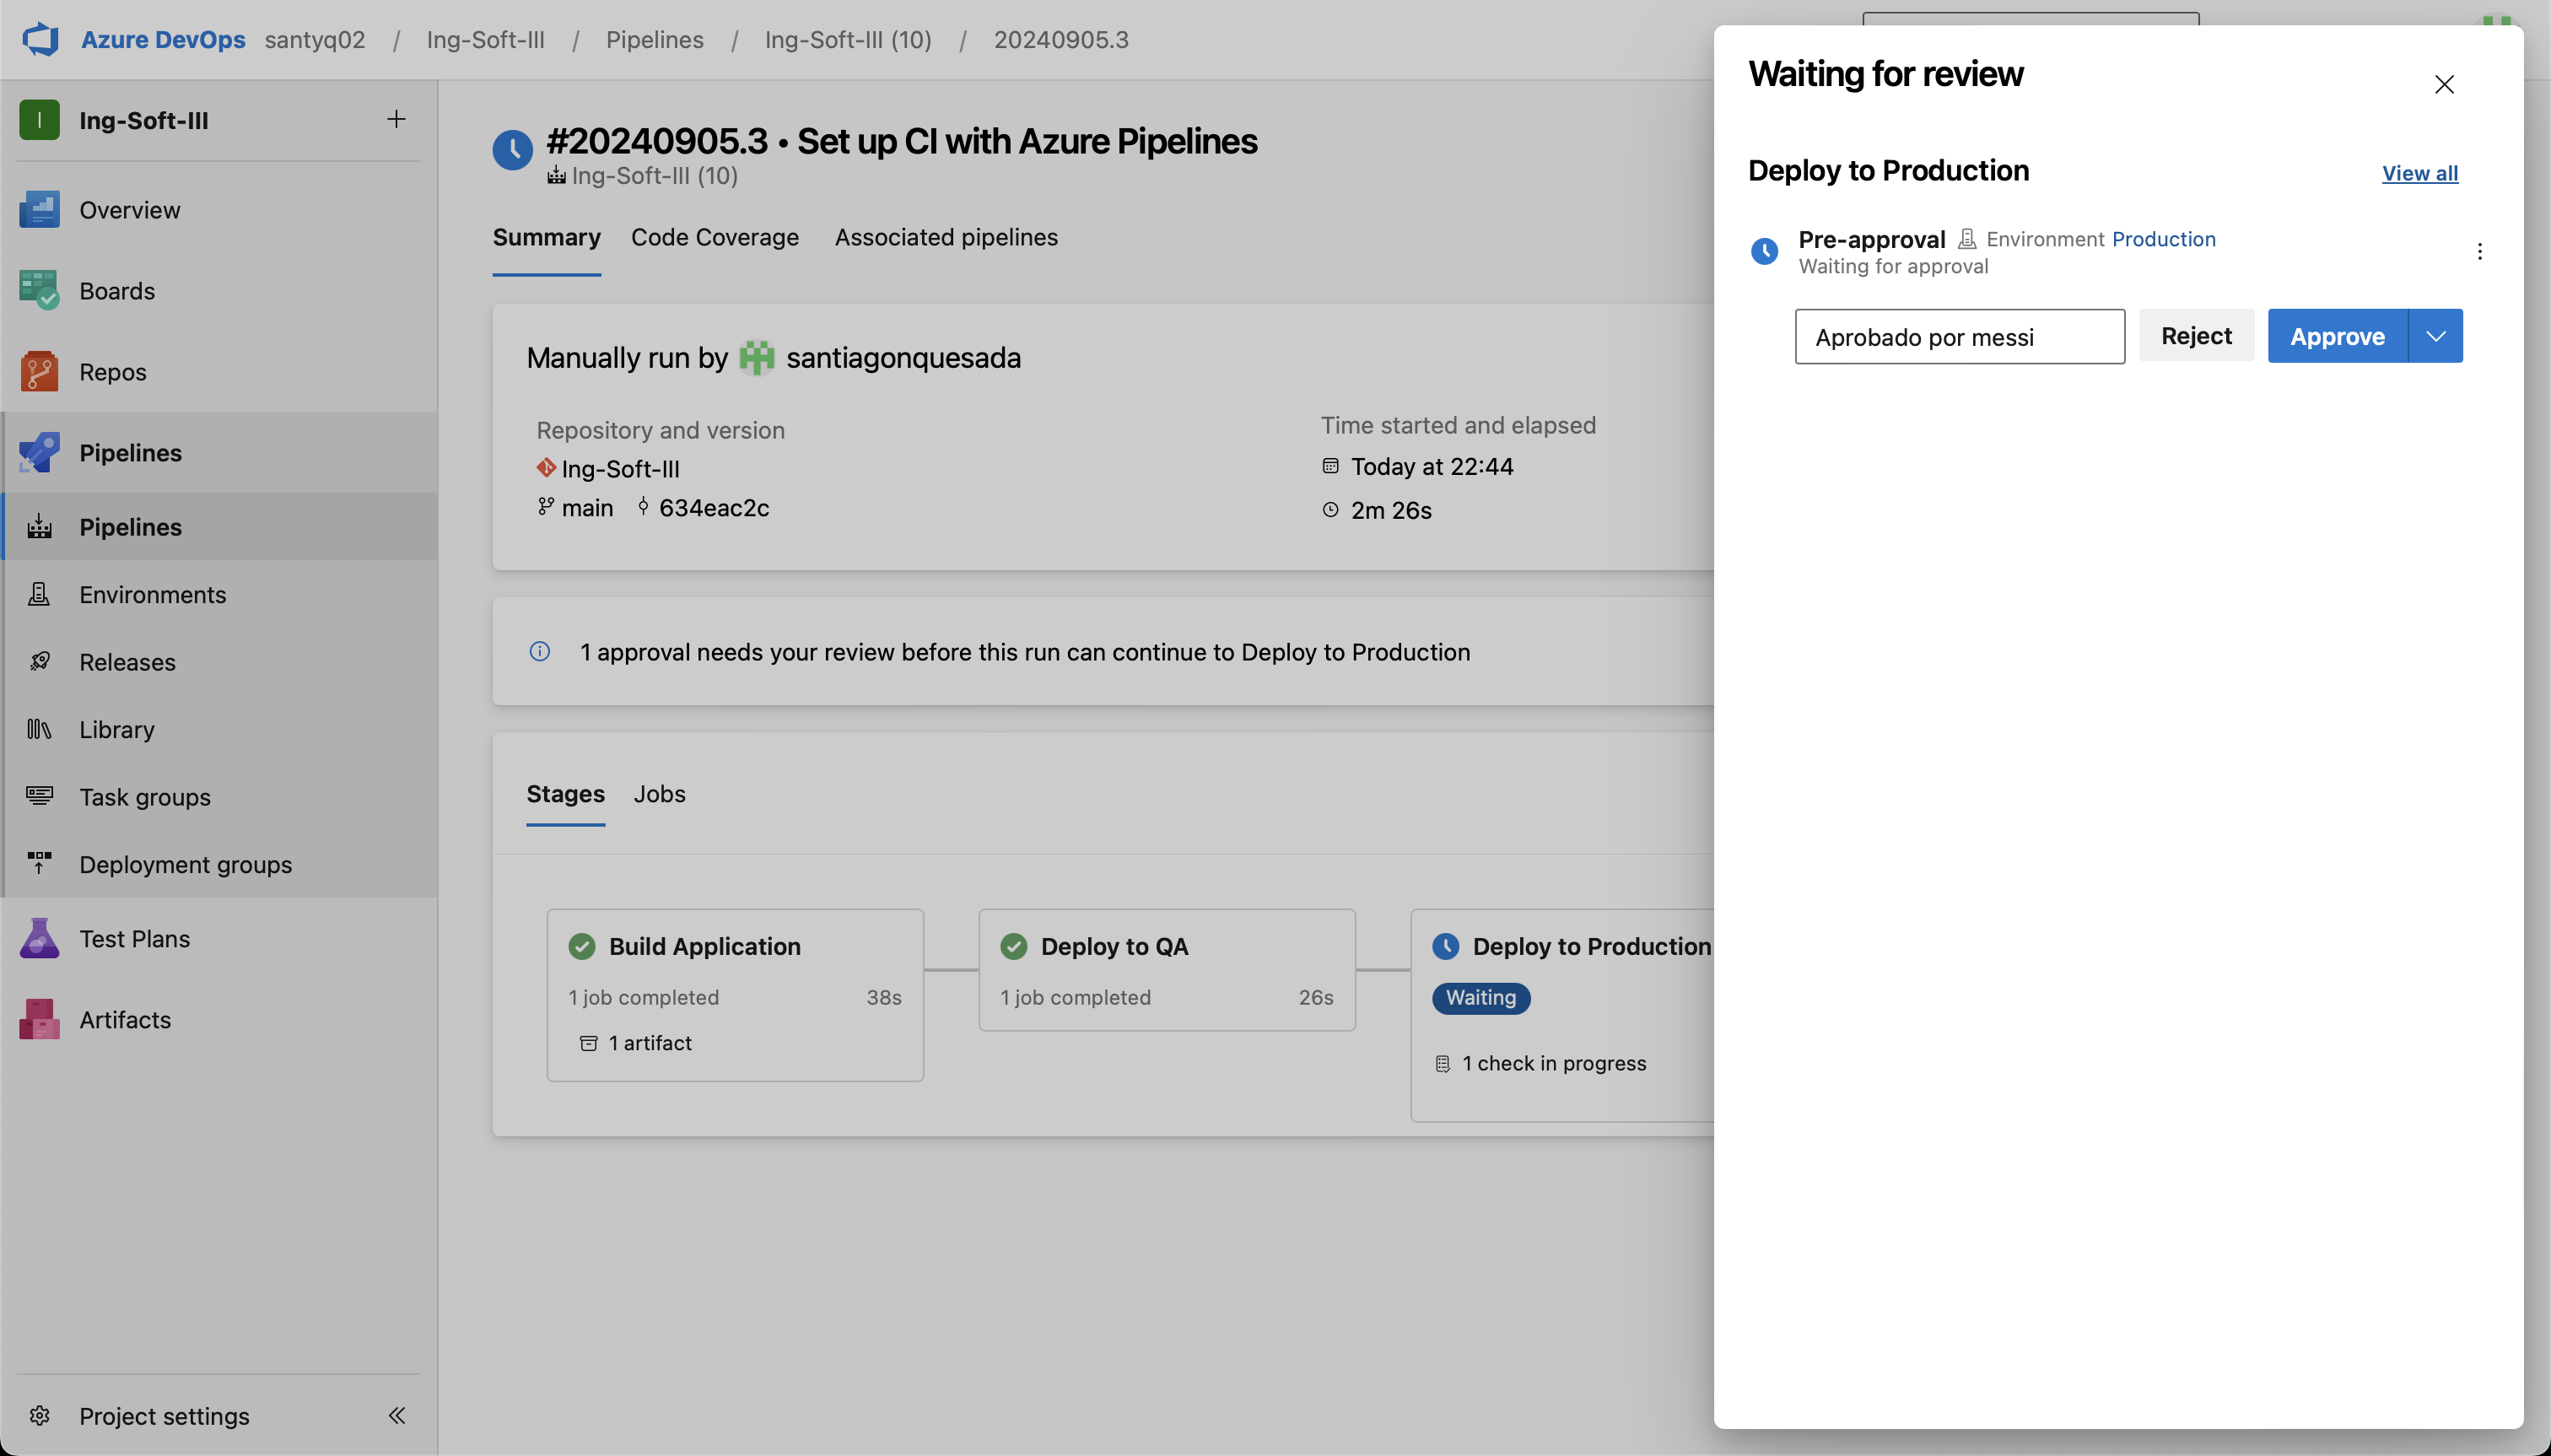 Azure DevOps santyq02 / Ing-Soft-III / Pipelines / Ing-Soft-III (10) / 20240905.3
I Ing-Soft-III
Overview
Boards
Repos
Pipelines
Pipelines
Environments
Releases
Library
Task groups
Deployment groups
Test Plans
Artifacts
Project settings
#20240905.3 • Set up CI with Azure Pipelines
Ing-Soft-III (10)
Summary Code Coverage Associated pipelines
Manually run by santiagonquesada
Repository and version
Ing-Soft-III
main 634eac2c
Time started and elapsed
Today at 22:44
2m 26s
1 approval needs your review before this run can continue to Deploy to Production
Stages Jobs
Build Application
1 job completed 38s
1 artifact
Deploy to QA
1 job completed 26s
Deploy to Production
Waiting
1 check in progress
Waiting for review
Deploy to Production View all
Pre-approval Environment Production
Waiting for approval
Aprobado por messi Reject Approve